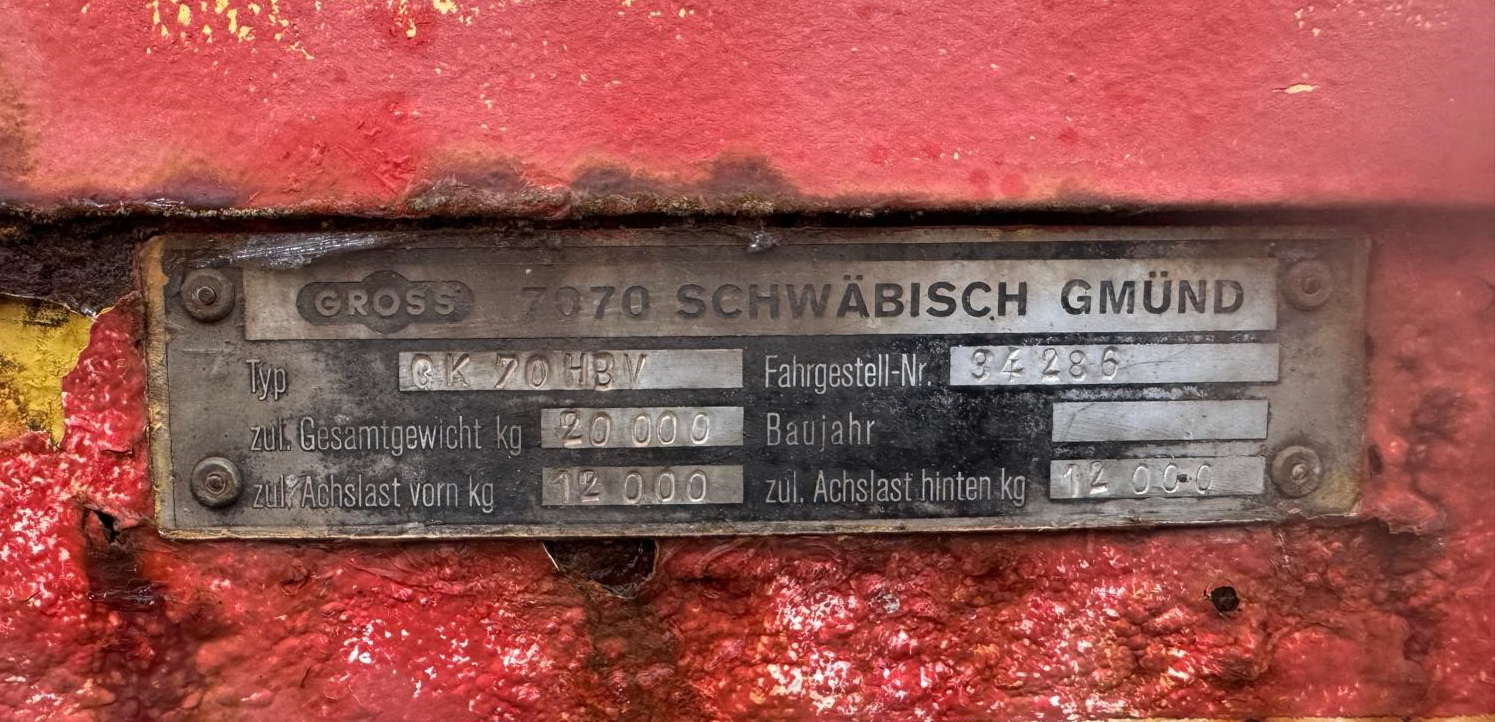 GROSS 7070 SCHWÄBISCH GMÜND
Typ GK 70 HBV Fahrgestell-Nr. 34286
zul. Gesamtgewicht kg 20 000 Baujahr
zul. Achslast vorn kg 12 000 zul. Achslast hinten kg 12 000